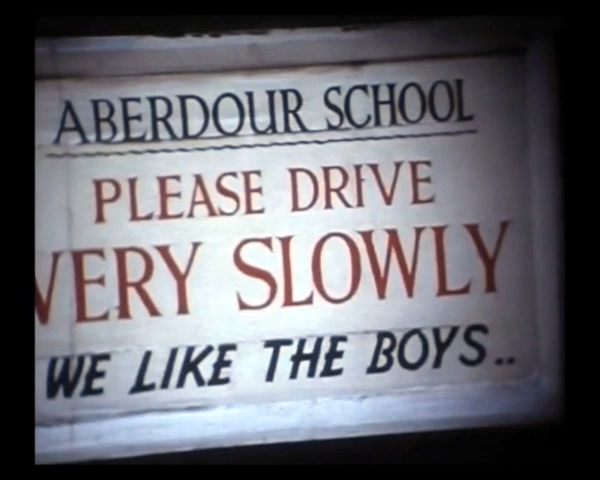 ABERDOUR SCHOOL
PLEASE DRIVE
VERY SLOWLY
WE LIKE THE BOYS..